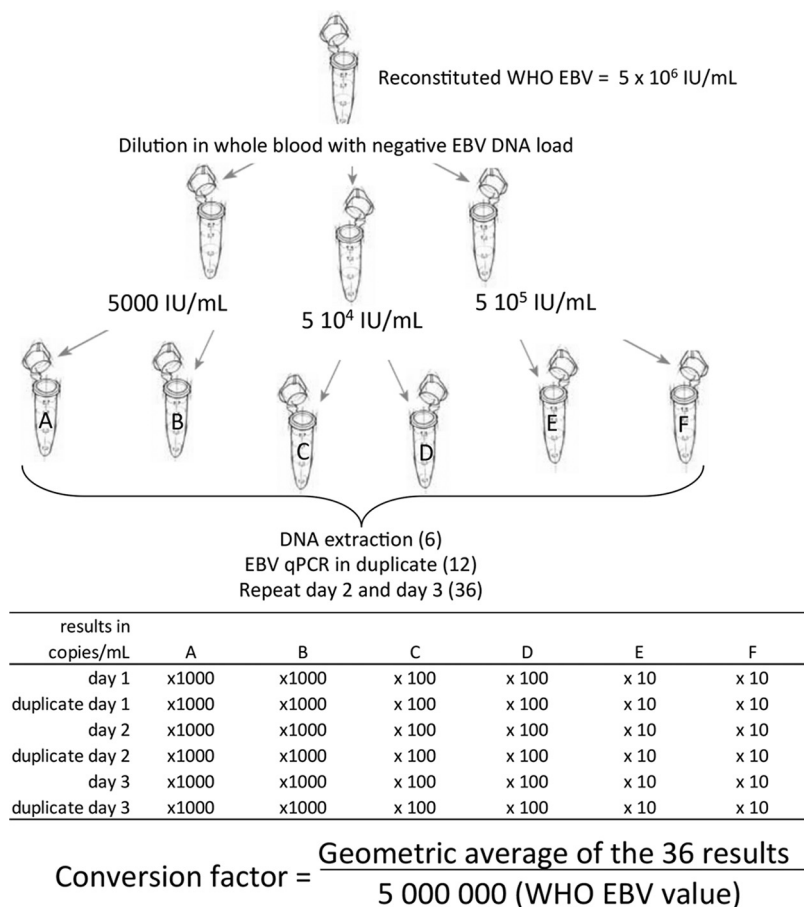 Reconstituted WHO EBV = 5 x 10⁶ IU/mL
Dilution in whole blood with negative EBV DNA load
5000 IU/mL
5 10⁴ IU/mL
5 10⁵ IU/mL
A
B
C
D
E
F
DNA extraction (6)
EBV qPCR in duplicate (12)
Repeat day 2 and day 3 (36)
results in
copies/mL A B C D E F
day 1 x1000 x1000 x 100 x 100 x 10 x 10
duplicate day 1 x1000 x1000 x 100 x 100 x 10 x 10
day 2 x1000 x1000 x 100 x 100 x 10 x 10
duplicate day 2 x1000 x1000 x 100 x 100 x 10 x 10
day 3 x1000 x1000 x 100 x 100 x 10 x 10
duplicate day 3 x1000 x1000 x 100 x 100 x 10 x 10
Conversion factor = Geometric average of the 36 results
5 000 000 (WHO EBV value)